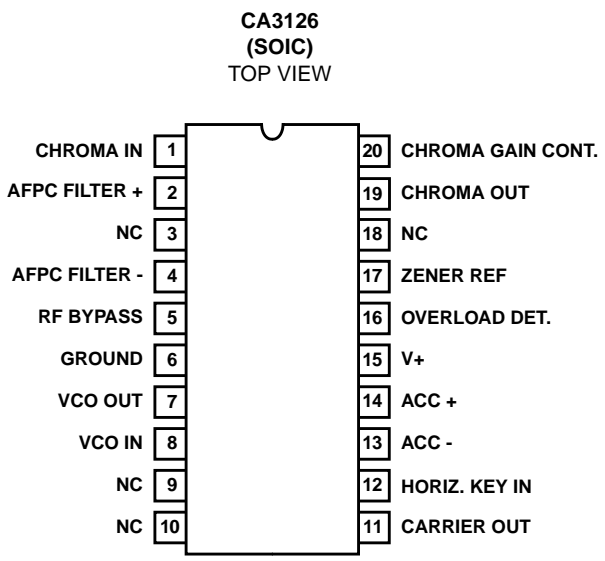 CA3126
(SOIC)
TOP VIEW
CHROMA IN 1
AFPC FILTER + 2
NC 3
AFPC FILTER - 4
RF BYPASS 5
GROUND 6
VCO OUT 7
VCO IN 8
NC 9
NC 10
20 CHROMA GAIN CONT.
19 CHROMA OUT
18 NC
17 ZENER REF
16 OVERLOAD DET.
15 V+
14 ACC +
13 ACC -
12 HORIZ. KEY IN
11 CARRIER OUT